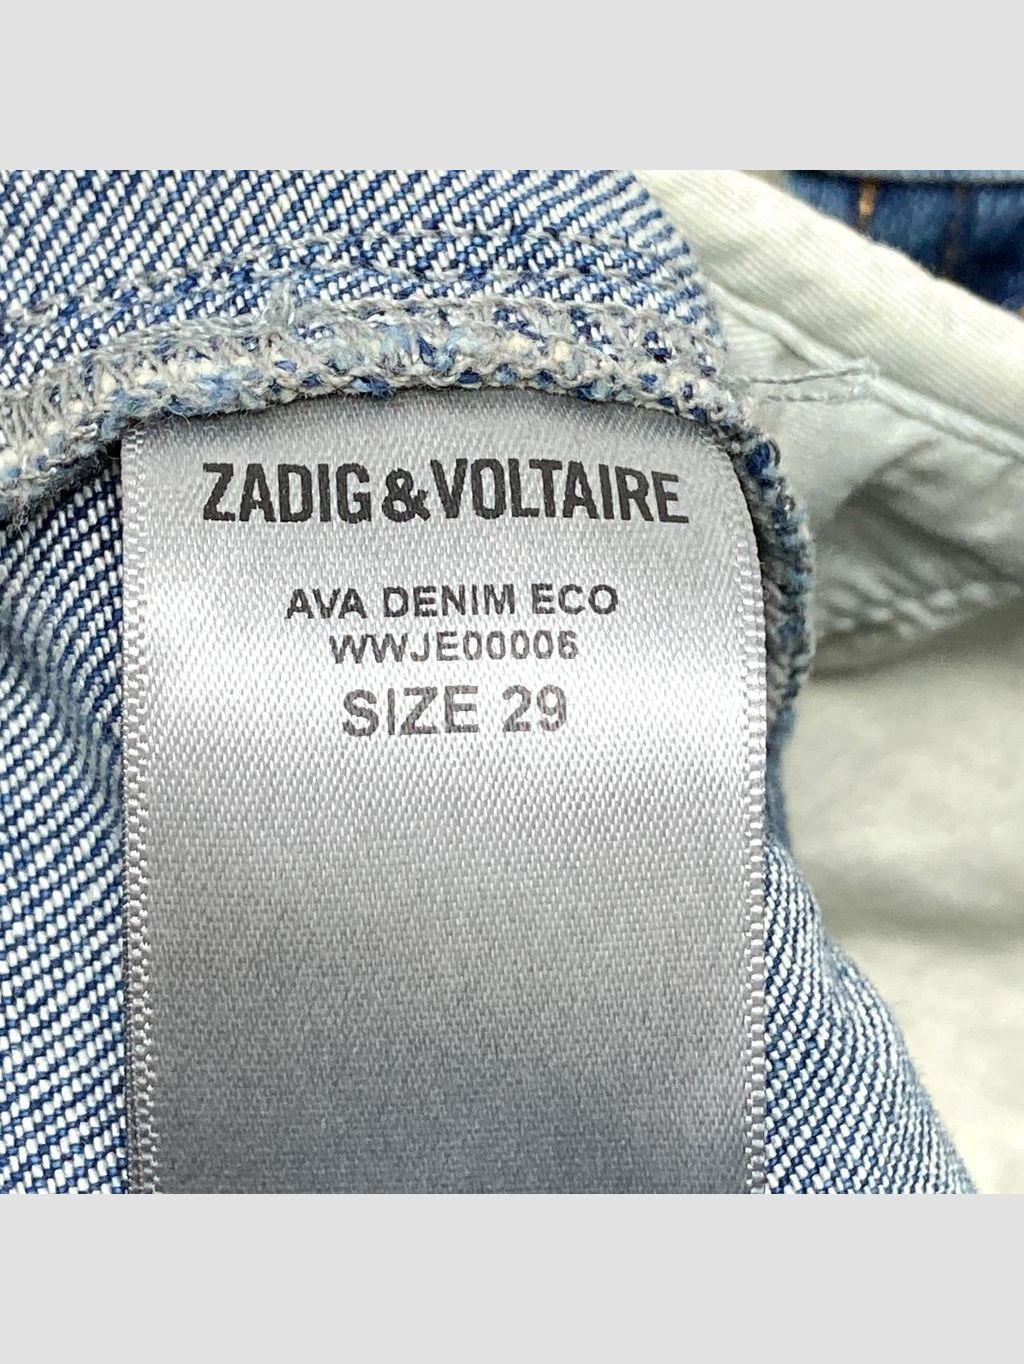 ZADIG&VOLTAIRE
AVA DENIM ECO
WWJE00006
SIZE 29